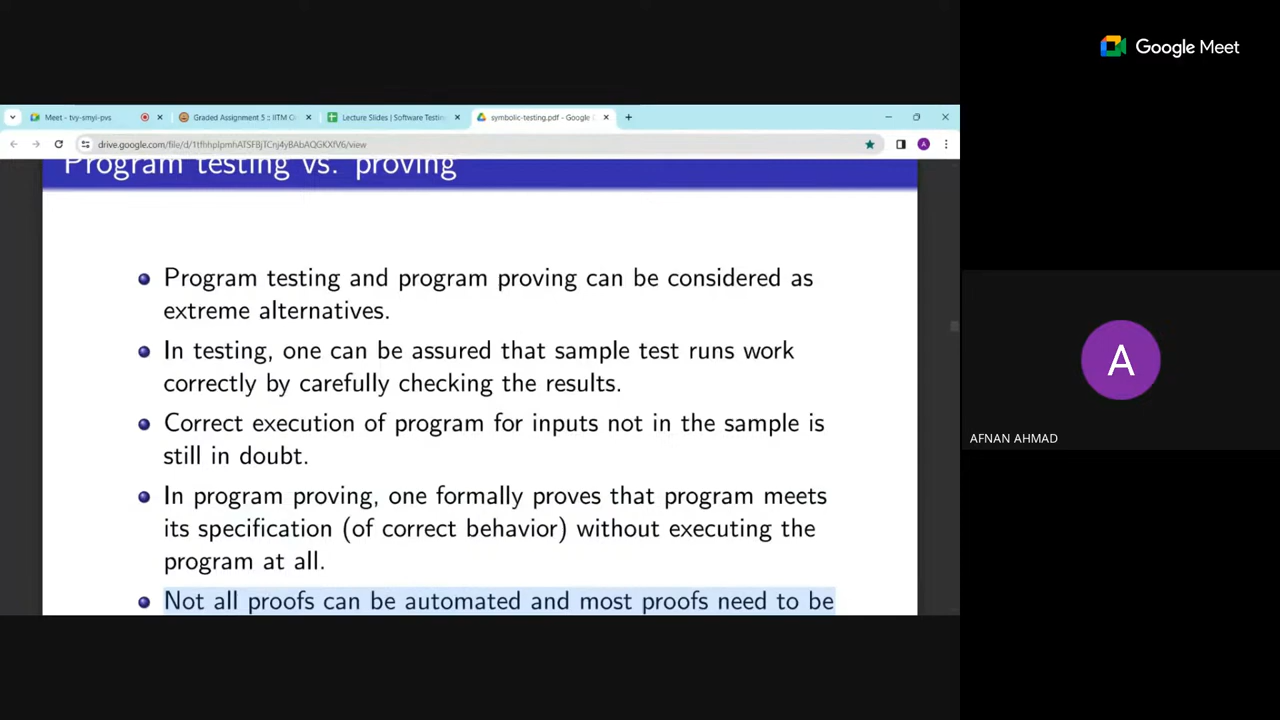 Google Meet
Meet - tvy-smyi-pvs
Graded Assignment 5 :: IITM O
Lecture Slides | Software Testing
symbolic-testing.pdf - Google D
Program testing vs. proving
Program testing and program proving can be considered as
extreme alternatives.
In testing, one can be assured that sample test runs work
correctly by carefully checking the results.
Correct execution of program for inputs not in the sample is
still in doubt.
In program proving, one formally proves that program meets
its specification (of correct behavior) without executing the
program at all.
Not all proofs can be automated and most proofs need to be
A
AFNAN AHMAD